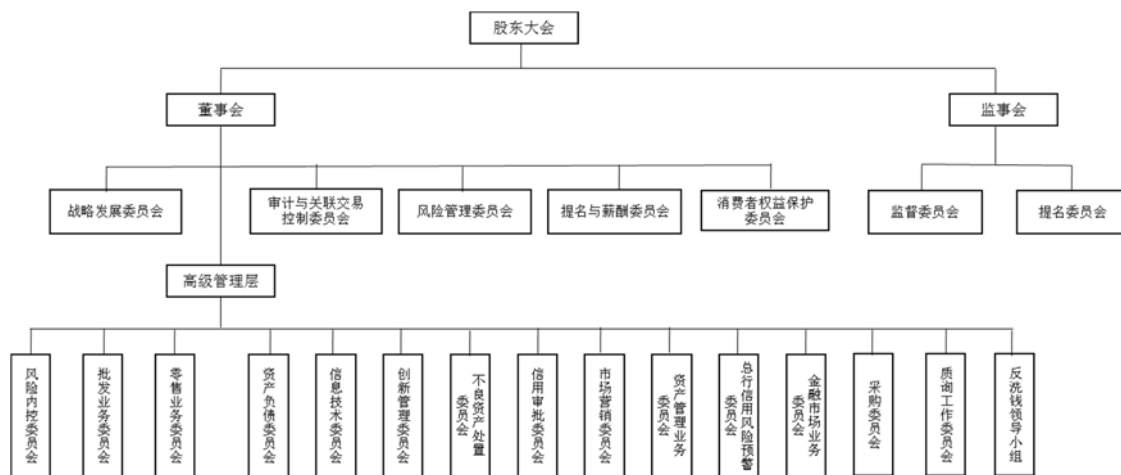 股东大会
董事会
监事会
战略发展委员会
审计与关联交易
控制委员会
风险管理委员会
提名与薪酬委员会
消费者权益保护
委员会
监督委员会
提名委员会
高级管理层
风险内控委员会
批发业务委员会
零售业务委员会
资产负债委员会
信息技术委员会
创新管理委员会
不良资产处置
委员会
信用审批委员会
市场营销委员会
资产管理业务
委员会
总行信用风险预警
委员会
金融市场业务
委员会
采购委员会
质询工作委员会
反洗钱领导小组